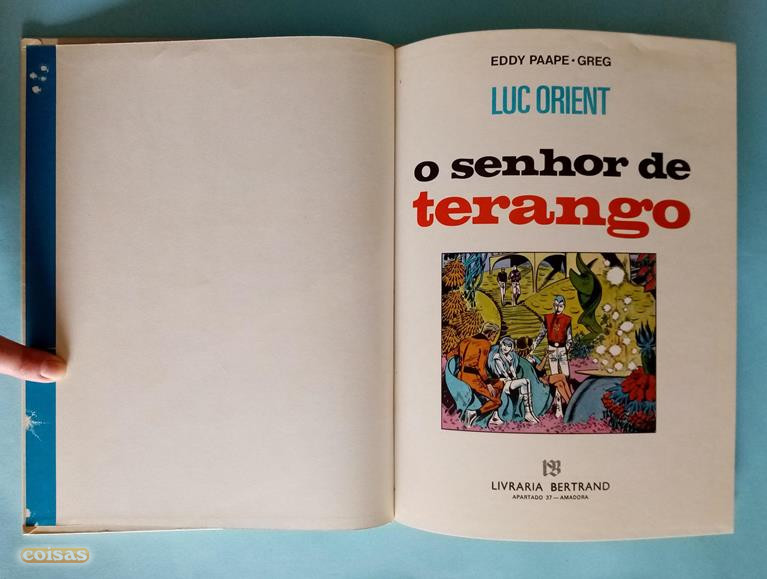 EDDY PAAPE • GREG
LUC ORIENT
o senhor de
terango
LIVRARIA BERTRAND
APARTADO 37 — AMADORA
coisas